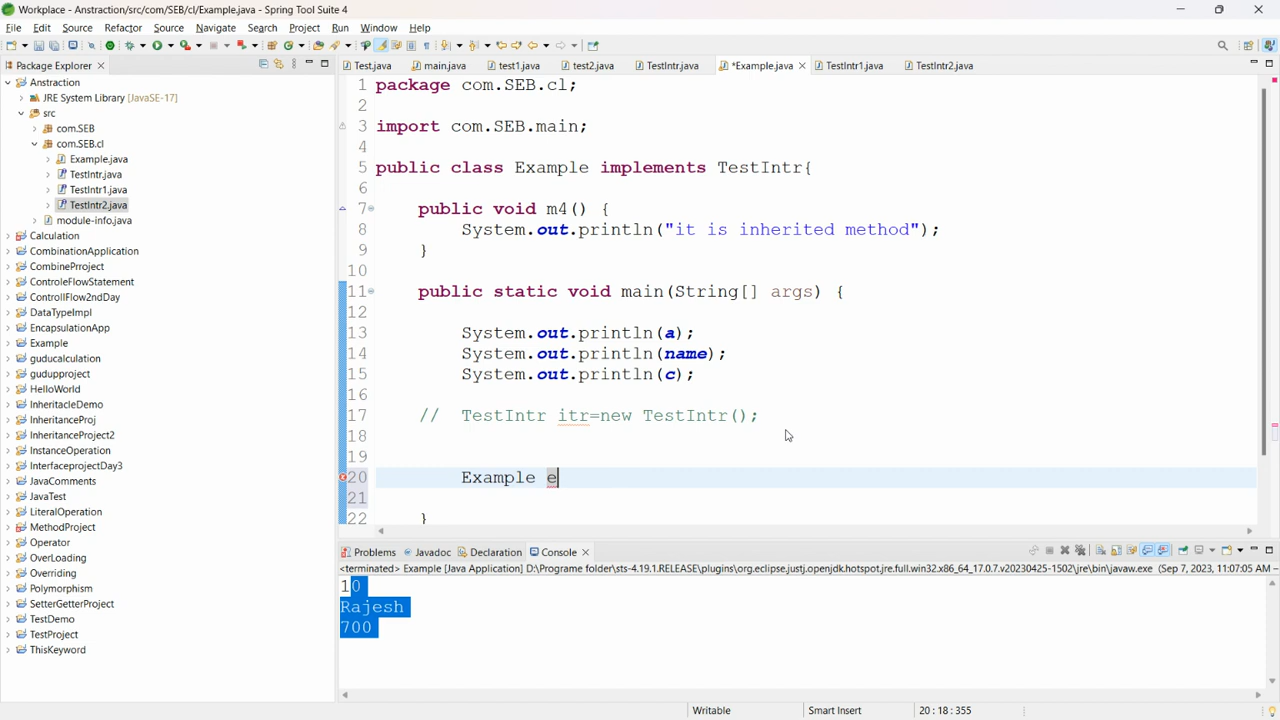 Workplace - Anstraction/src/com/SEB/cl/Example.java - Spring Tool Suite 4
File Edit Source Refactor Source Navigate Search Project Run Window Help
Package Explorer
Test.java main.java test1.java test2.java TestIntr.java *Example.java TestIntr1.java TestIntr2.java
Anstraction
JRE System Library [JavaSE-17]
src
com.SEB
com.SEB.cl
Example.java
TestIntr.java
TestIntr1.java
TestIntr2.java
module-info.java
Calculation
CombinationApplication
CombinePrroject
ControleFlowStatement
ControllFlow2ndDay
DataTypeImpl
EncapsulationApp
Example
guducalculation
gudupproject
HelloWorld
InheritacleDemo
InheritanceProj
InheritanceProject2
InstanceOperation
InterfaceprojectDay3
JavaComments
JavaTest
LiteralOperation
MethodProject
Operator
OverLoading
Overriding
Polymorphism
SetterGetterProject
TestDemo
TestProject
ThisKeyword
1 package com.SEB.cl;
2
3 import com.SEB.main;
4
5 public class Example implements TestIntr{
6
7 public void m4() {
8 System.out.println("it is inherited method");
9 }
10
11 public static void main(String[] args) {
12
13 System.out.println(a);
14 System.out.println(name);
15 System.out.println(c);
16
17 // TestIntr itr=new TestIntr();
18
19
20 Example e
21
22 }
Problems Javadoc Declaration Console
<terminated> Example [Java Application] D:\Programe folder\sts-4.19.1.RELEASE\plugins\org.eclipse.justj.openjdk.hotspot.jre.full.win32.x86_64_17.0.7.v20230425-1502\jre\bin\javaw.exe (Sep 7, 2023, 11:07:05 AM –
10
Rajesh
700
Writable Smart Insert 20 : 18 : 355